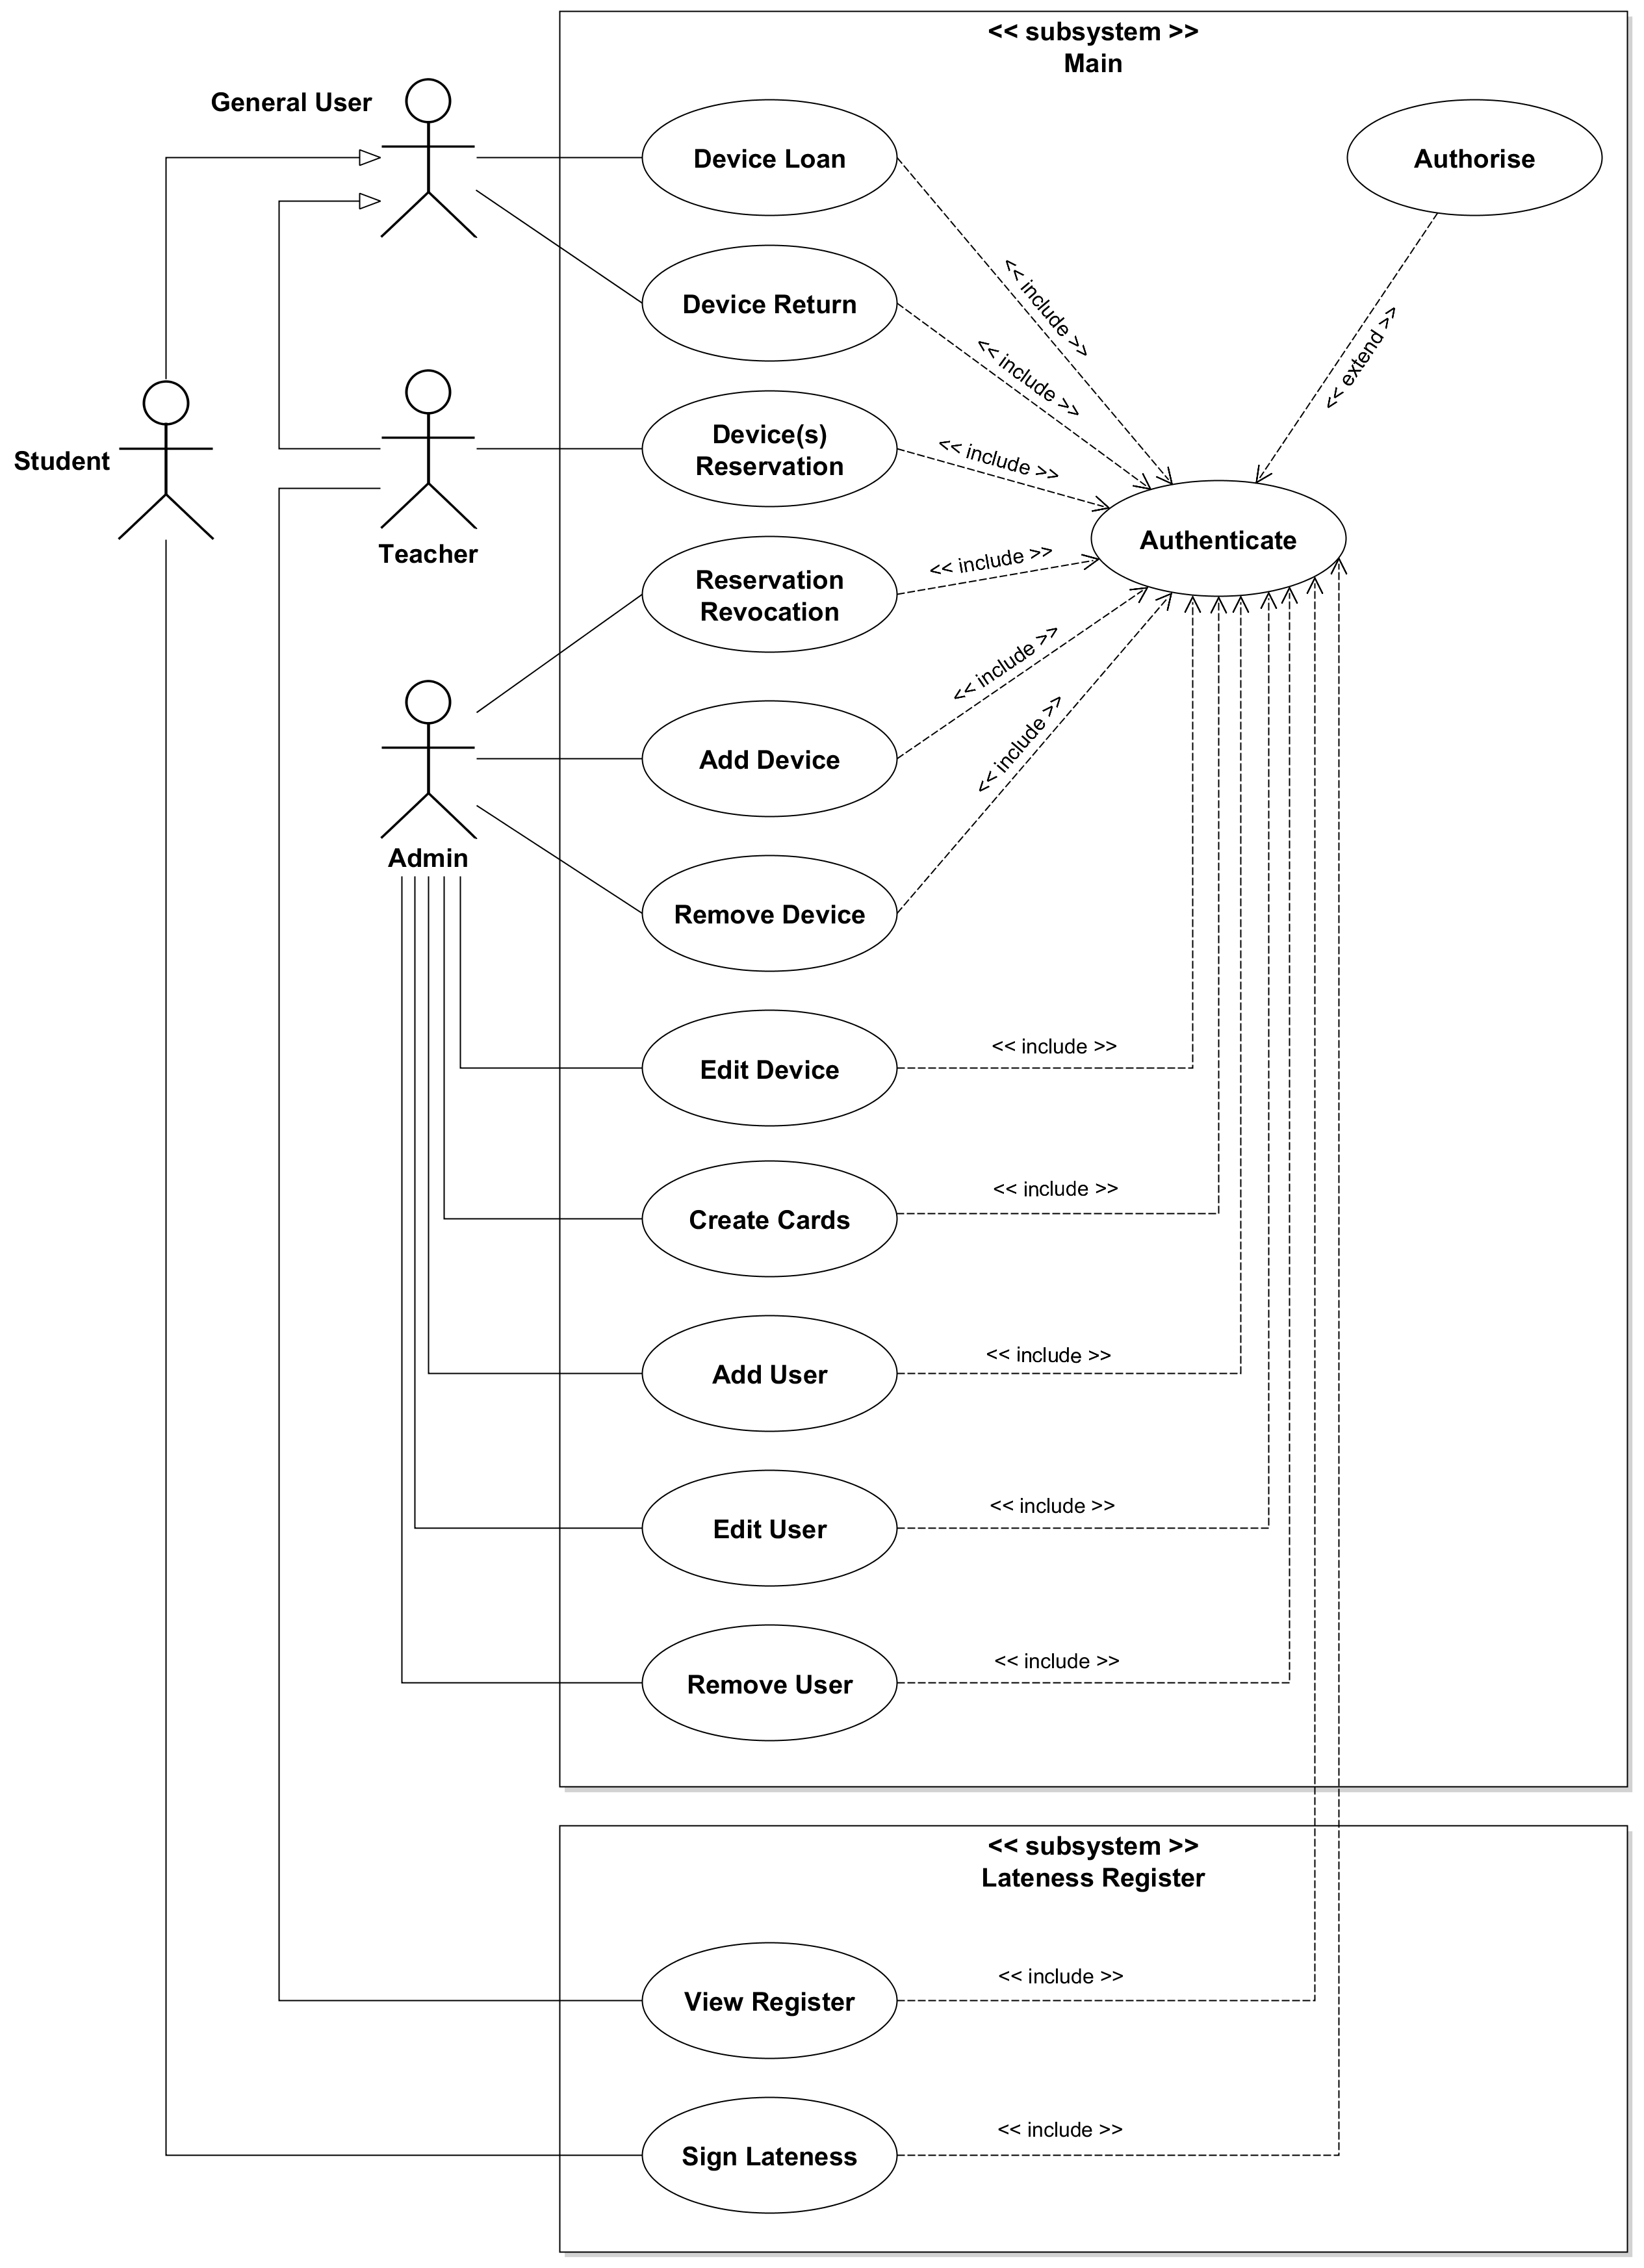 << subsystem >>
Main
General User
Device Loan
Authorise
<< include >>
Device Return
<< include >>
<< extend >>
Student
Teacher
Device(s)
Reservation
<< include >>
Authenticate
Reservation
Revocation
<< include >>
<< include >>
Admin
Add Device
<< include >>
Remove Device
Edit Device
<< include >>
Create Cards
<< include >>
Add User
<< include >>
Edit User
<< include >>
Remove User
<< include >>
<< subsystem >>
Lateness Register
View Register
<< include >>
Sign Lateness
<< include >>